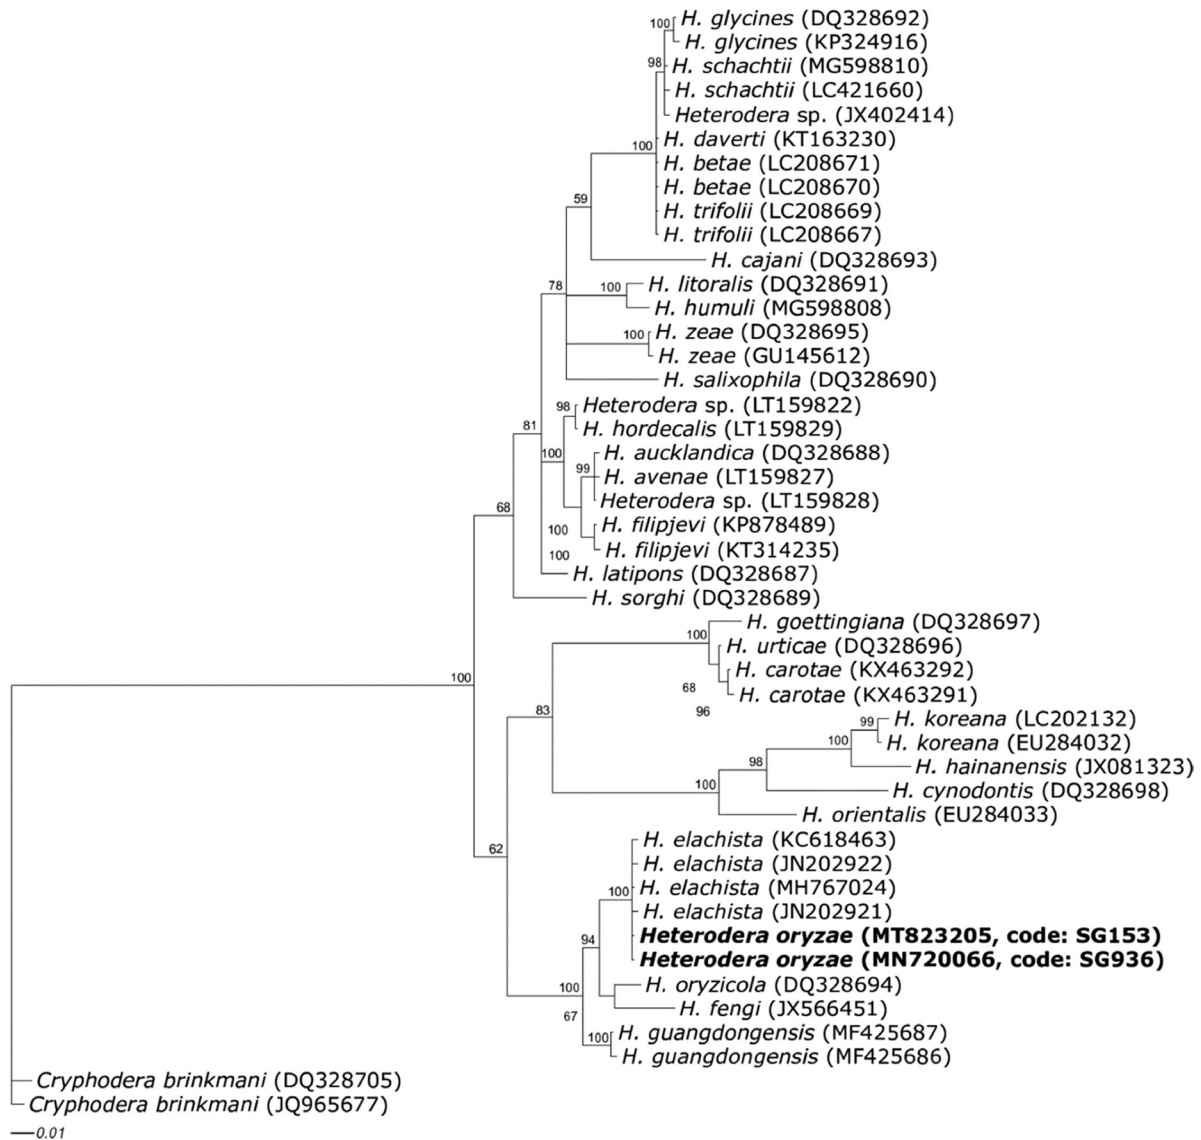 100
H. glycines (DQ328692)
H. glycines (KP324916)
98
H. schachtii (MG598810)
H. schachtii (LC421660)
Heterodera sp. (JX402414)
100
H. daverti (KT163230)
H. betae (LC208671)
H. betae (LC208670)
59
H. trifolii (LC208669)
H. trifolii (LC208667)
H. cajani (DQ328693)
78
100
H. litoralis (DQ328691)
H. humuli (MG598808)
100
H. zeae (DQ328695)
H. zeae (GU145612)
H. salixophila (DQ328690)
98
Heterodera sp. (LT159822)
81
H. hordecalis (LT159829)
100
H. aucklandica (DQ328688)
99
H. avenae (LT159827)
Heterodera sp. (LT159828)
68
100
H. filipjevi (KP878489)
100
H. filipjevi (KT314235)
H. latipons (DQ328687)
H. sorghi (DQ328689)
H. goettingiana (DQ328697)
100
H. urticae (DQ328696)
H. carotae (KX463292)
100
68
H. carotae (KX463291)
83
96
99
H. koreana (LC202132)
100
H. koreana (EU284032)
98
H. hainanensis (JX081323)
100
H. cynodontis (DQ328698)
H. orientalis (EU284033)
62
H. elachista (KC618463)
H. elachista (JN202922)
100
H. elachista (MH767024)
H. elachista (JN202921)
94
Heterodera oryzae (MT823205, code: SG153)
Heterodera oryzae (MN720066, code: SG936)
100
H. oryzicola (DQ328694)
67
H. fengi (JX566451)
100
H. guangdongensis (MF425687)
H. guangdongensis (MF425686)
Cryphodera brinkmani (DQ328705)
Cryphodera brinkmani (JQ965677)
0.01